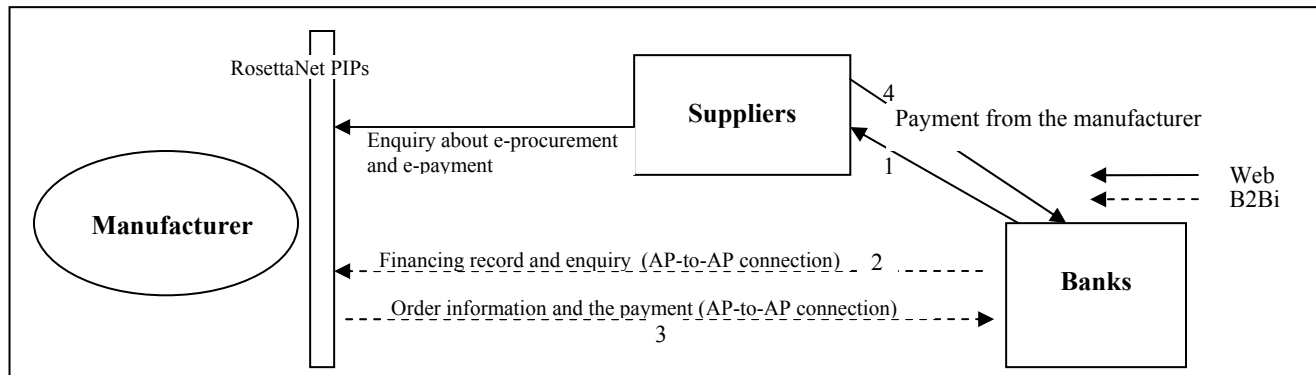 RosettaNet PIPs
Suppliers
4
Payment from the manufacturer
Enquiry about e-procurement
and e-payment
1
Web
B2Bi
Manufacturer
Financing record and enquiry (AP-to-AP connection)
2
Banks
Order information and the payment (AP-to-AP connection)
3